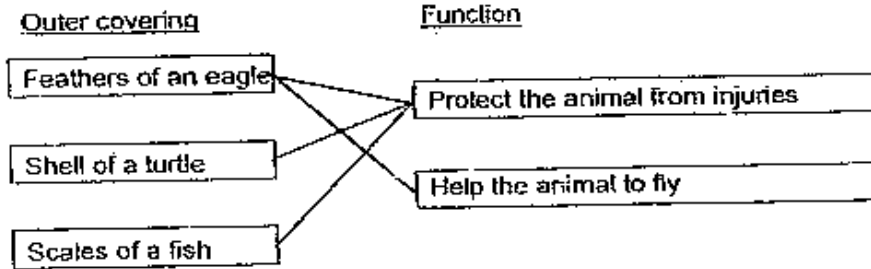 Outer covering
Function
Feathers of an eagle
Protect the animal from injuries
Shell of a turtle
Help the animal to fly
Scales of a fish